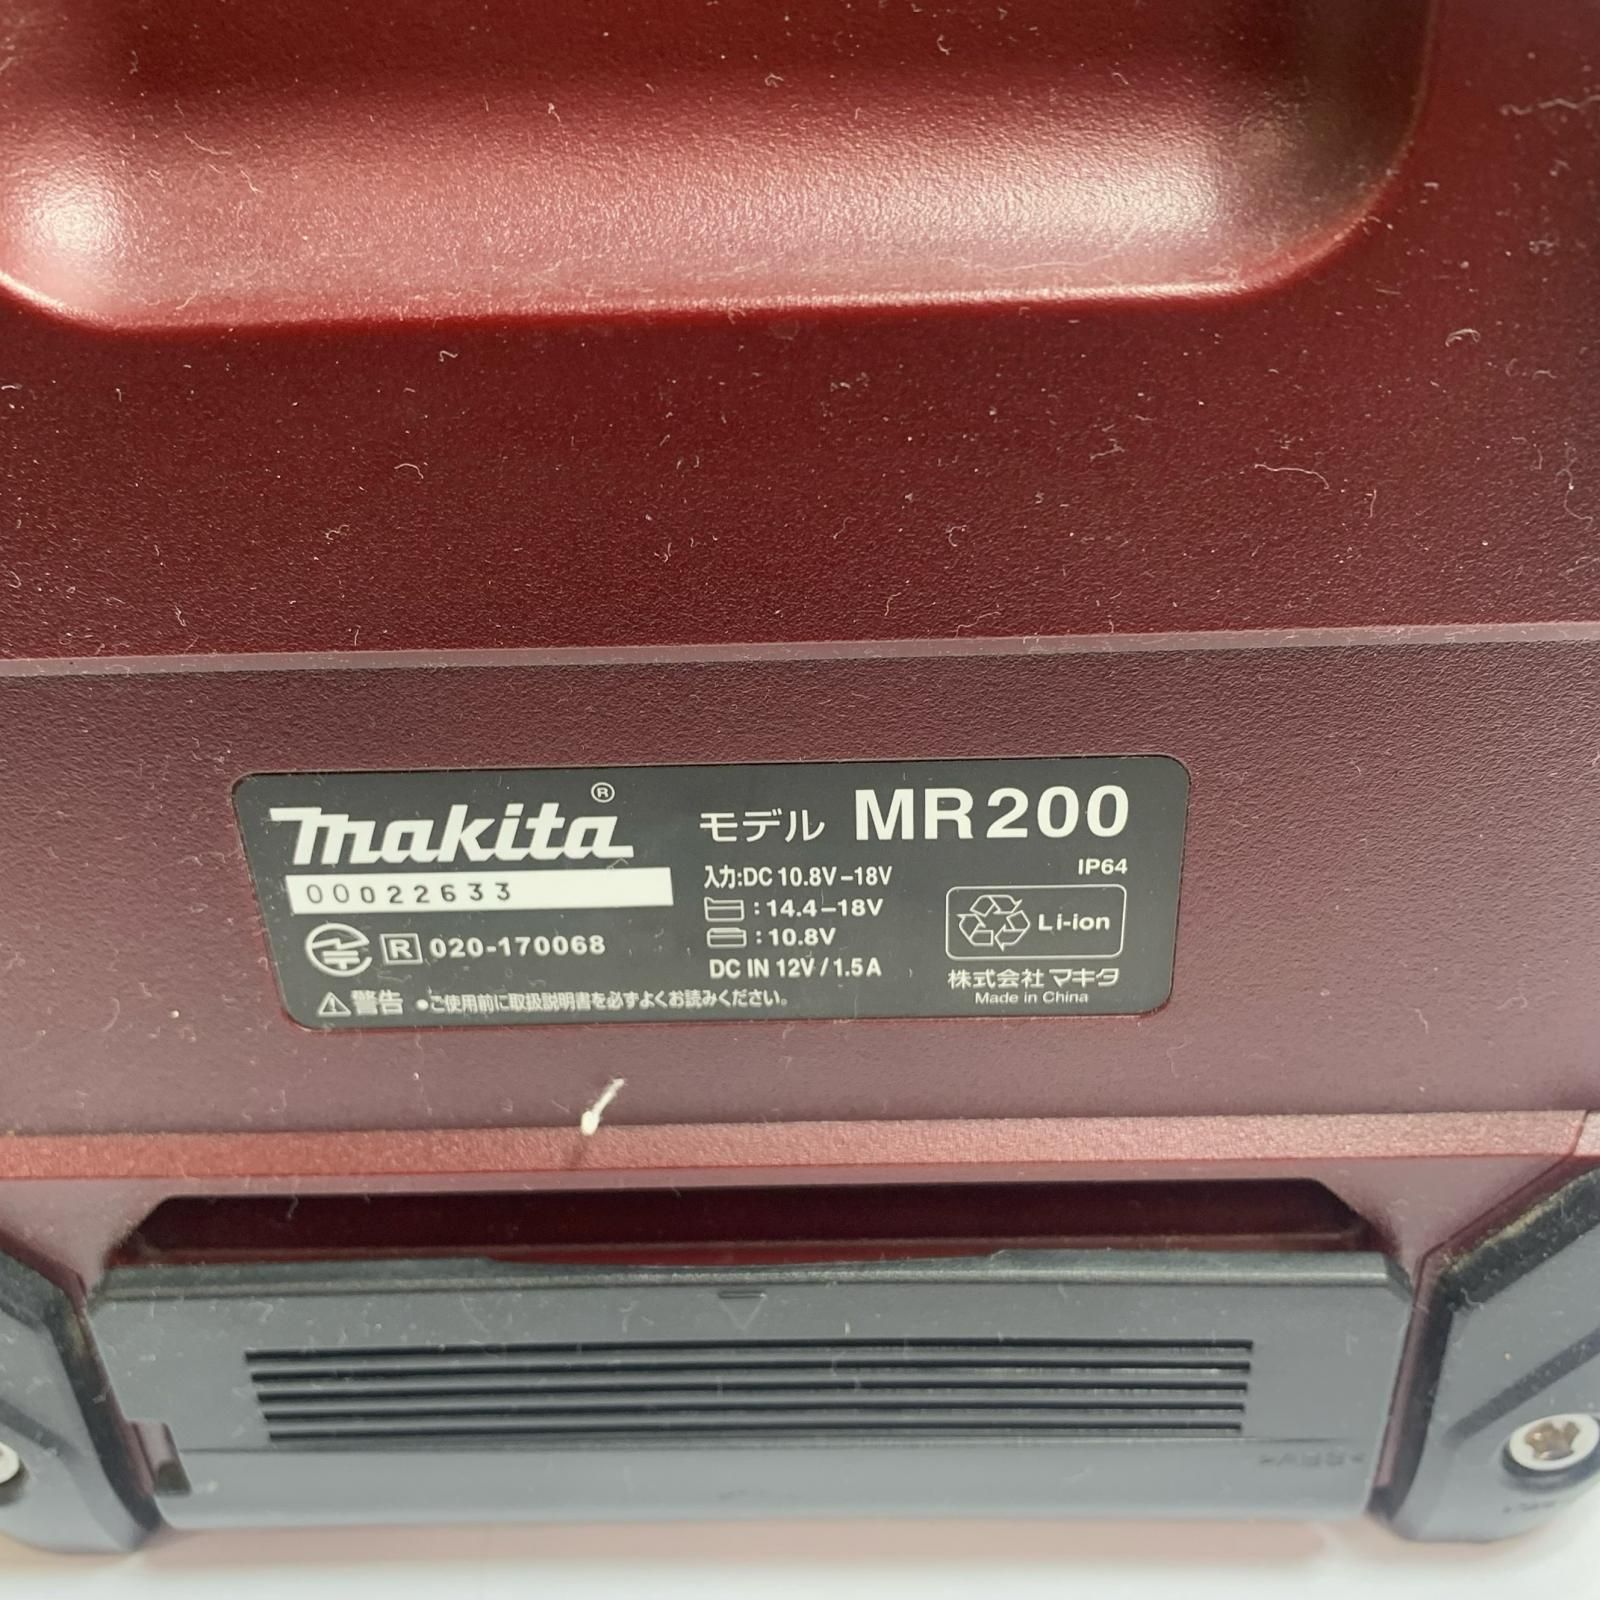 makita®
00022633
R 020-170068
警告 ●ご使用前に取扱説明書を必ずよくお読みください。
モデル MR200
IP64
入力:DC 10.8V-18V
:14.4-18V
:10.8V
DC IN 12V/1.5A
Li-ion
株式会社マキタ
Made in China